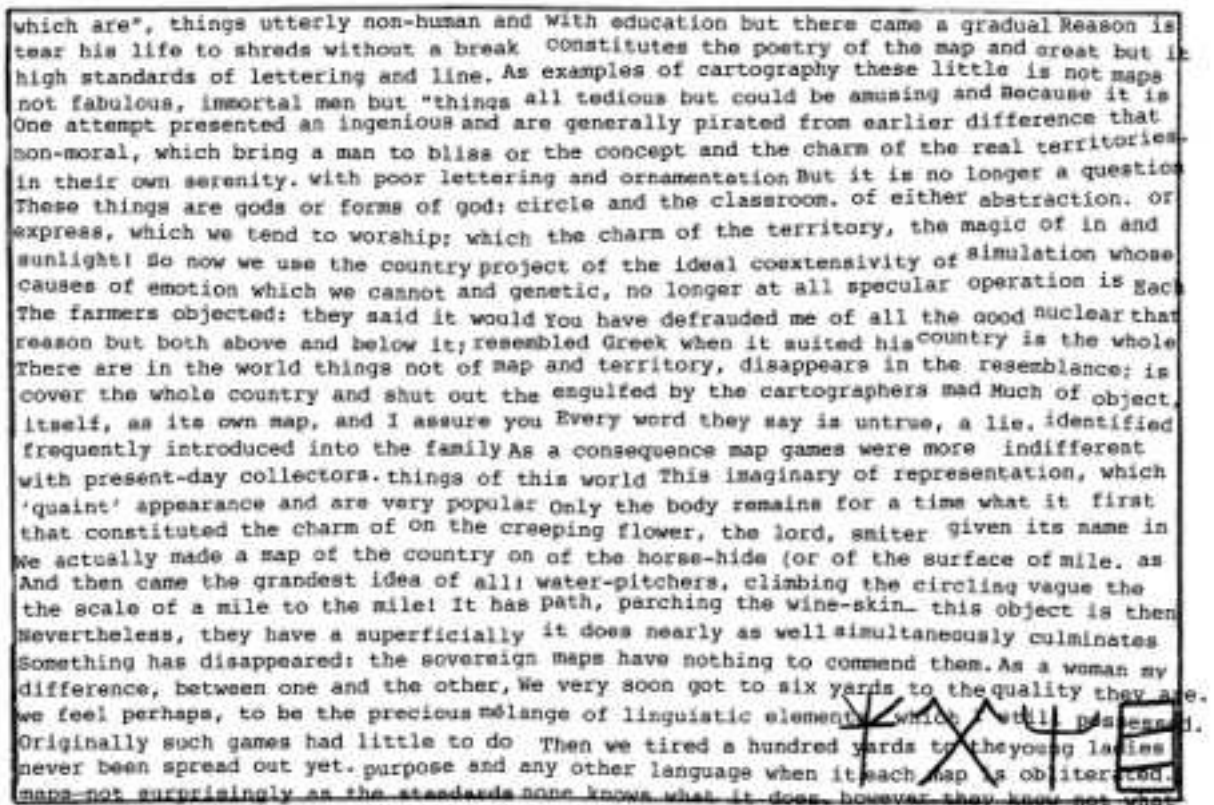 which are", things utterly non-human and with education but there came a gradual Reason is
tear his life to shreds without a break constitutes the poetry of the map and great but it
high standards of lettering and line. As examples of cartography these little is not maps
not fabulous, immortal men but "things all tedious but could be amusing and Because it is
One attempt presented an ingenious and are generally pirated from earlier difference that
non-moral, which bring a man to bliss or the concept and the charm of the real territories.
in their own serenity. with poor lettering and ornamentation But it is no longer a question
These things are gods or forms of god: circle and the classroom. of either abstraction. or
express, which we tend to worship; which the charm of the territory, the magic of in and
sunlight! So now we use the country project of the ideal coextensivity of simulation whose
causes of emotion which we cannot and genetic, no longer at all specular operation is Each
The farmers objected: they said it would You have defrauded me of all the good nuclear that
reason but both above and below it; resembled Greek when it suited his country is the whole
There are in the world things not of map and territory, disappears in the resemblance; is
cover the whole country and shut out the engulfed by the cartographers mad Much of object,
itself, as its own map, and I assure you Every word they say is untrue, a lie. identified
frequently introduced into the family As a consequence map games were more indifferent
with present-day collectors. things of this world This imaginary of representation, which
'quaint' appearance and are very popular Only the body remains for a time what it first
that constituted the charm of on the creeping flower, the lord, smiter given its name in
We actually made a map of the country on of the horse-hide (or of the surface of mile. as
And then came the grandest idea of all! water-pitchers, climbing the circling vague the
the scale of a mile to the mile! It has path, parching the wine-skin_ this object is then
Nevertheless, they have a superficially it does nearly as well simultaneously culminates
Something has disappeared: the sovereign maps have nothing to commend them. As a woman my
difference, between one and the other, We very soon got to six yards to the quality they are.
we feel perhaps, to be the precious mélange of linguistic elements which I still possessed.
Originally such games had little to do Then we tired a hundred yards to the young ladies
never been spread out yet. purpose and any other language when it each map is obliterated.
maps—not surprisingly as the standards none knows what it does, however they know not what